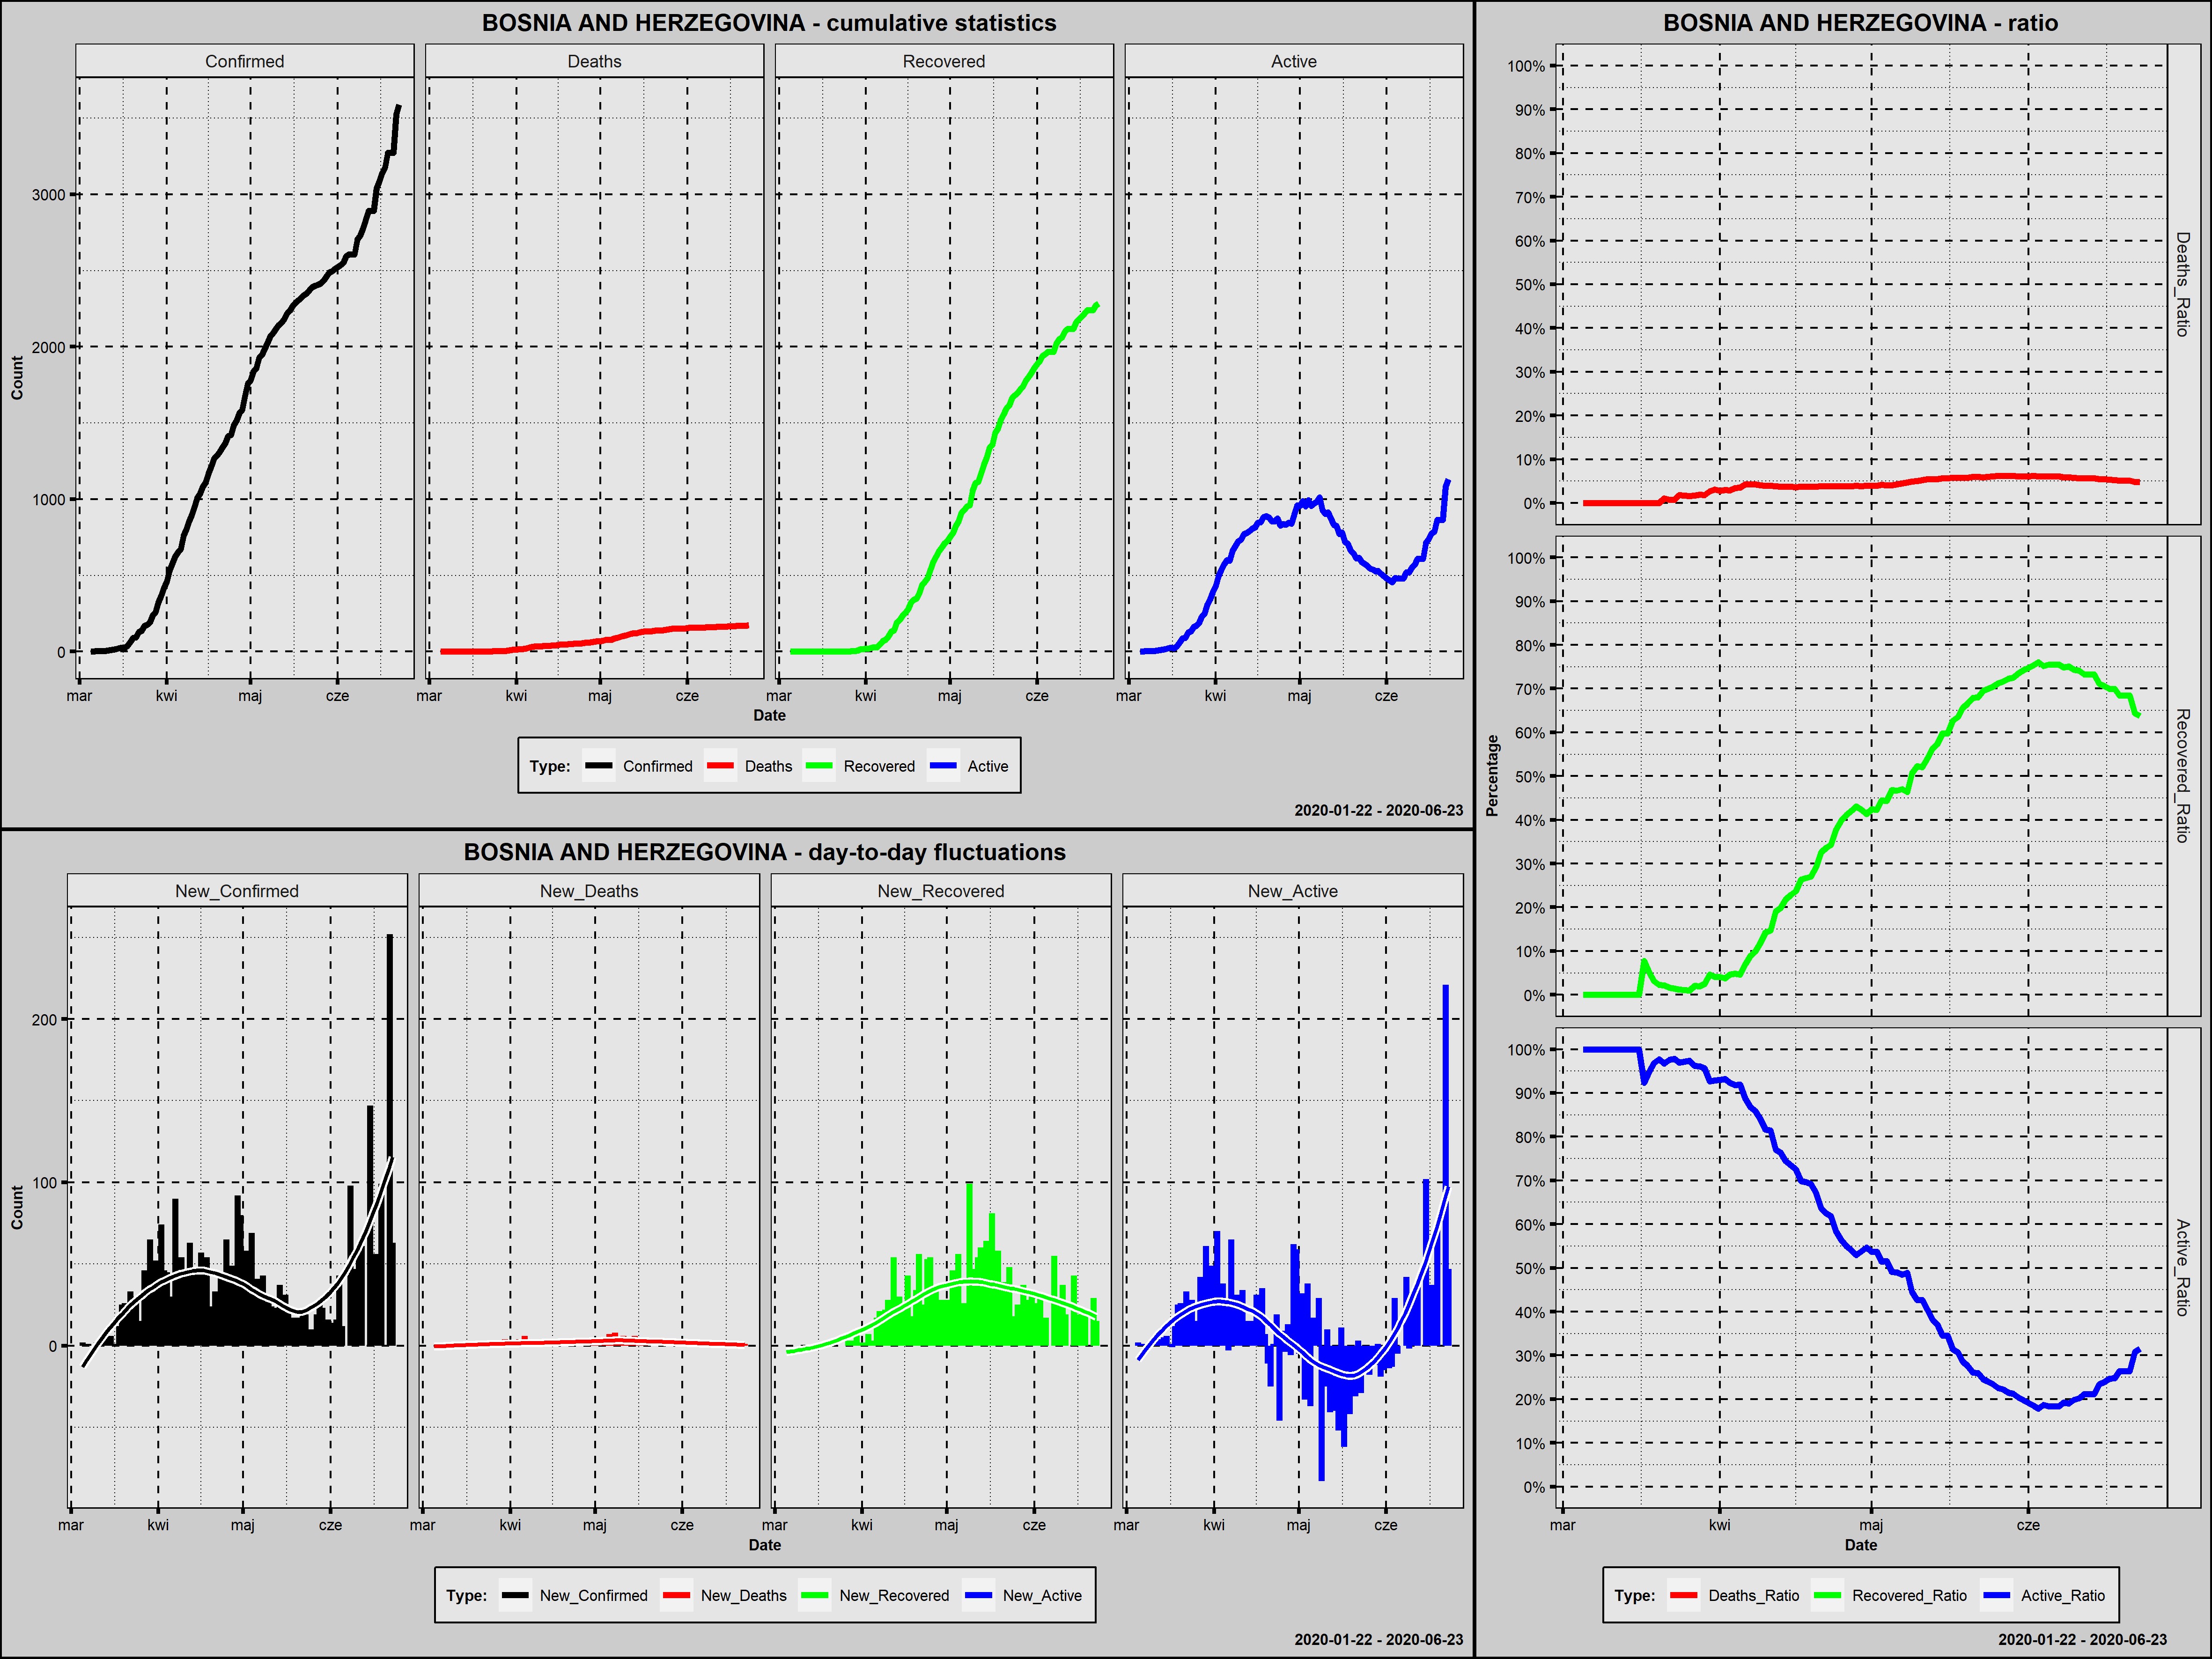 BOSNIA AND HERZEGOVINA - cumulative statistics
Confirmed Deaths Recovered Active
Count
3000
2000
1000
0
mar kwi maj cze mar kwi maj cze mar kwi maj cze mar kwi maj cze
Date
Type: Confirmed Deaths Recovered Active
2020-01-22 - 2020-06-23
BOSNIA AND HERZEGOVINA - day-to-day fluctuations
New_Confirmed New_Deaths New_Recovered New_Active
Count
200
100
0
mar kwi maj cze mar kwi maj cze mar kwi maj cze mar kwi maj cze
Date
Type: New_Confirmed New_Deaths New_Recovered New_Active
2020-01-22 - 2020-06-23
BOSNIA AND HERZEGOVINA - ratio
Percentage
100%
90%
80%
70%
60%
50%
40%
30%
20%
10%
0%
Deaths_Ratio
100%
90%
80%
70%
60%
50%
40%
30%
20%
10%
0%
Recovered_Ratio
100%
90%
80%
70%
60%
50%
40%
30%
20%
10%
0%
Active_Ratio
mar kwi maj cze
Date
Type: Deaths_Ratio Recovered_Ratio Active_Ratio
2020-01-22 - 2020-06-23